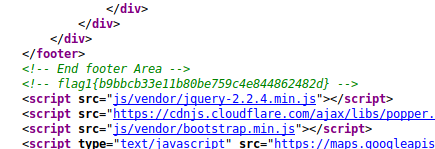 </div>
</div>
</div>
</footer>
<!-- End footer Area -->
<!-- flag1{b9bbcb33e11b80be759c4e844862482d} -->
<script src="js/vendor/jquery-2.2.4.min.js"></script>
<script src="https://cdnjs.cloudflare.com/ajax/libs/popper.
<script src="js/vendor/bootstrap.min.js"></script>
<script type="text/javascript" src="https://maps.googleapis